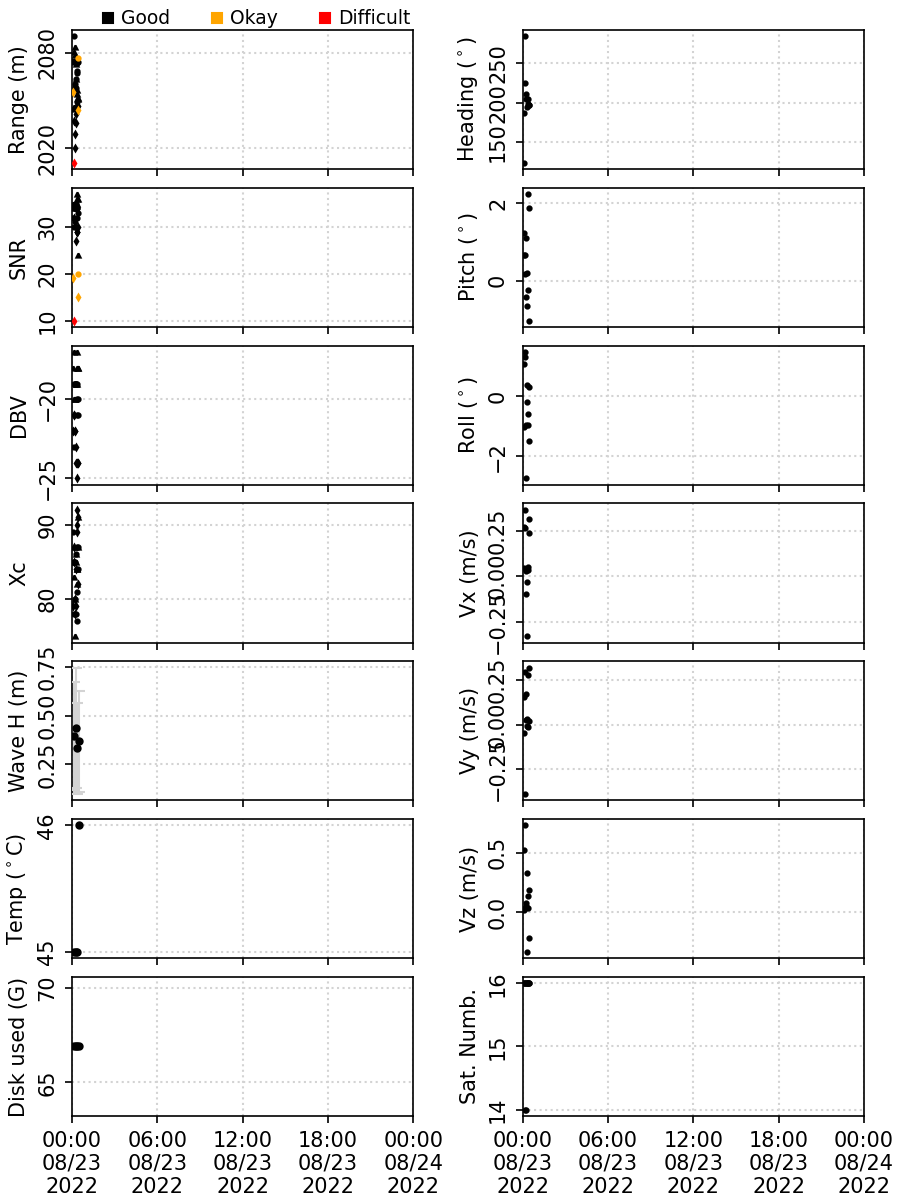 Good Okay Difficult
Range (m)
2080
2020
Heading (°)
250
200
150
SNR
30
20
10
Pitch (°)
2
0
DBV
−20
−25
Roll (°)
0
−2
Xc
90
80
Vx (m/s)
0.25
0.00
−0.25
Wave H (m)
0.75
0.50
0.25
Vy (m/s)
0.25
0.00
−0.25
Temp (°C)
46
45
Vz (m/s)
0.5
0.0
Disk used (G)
70
65
Sat. Numb.
16
15
14
00:00 06:00 12:00 18:00 00:00
08/23 08/23 08/23 08/23 08/24
2022 2022 2022 2022 2022
00:00 06:00 12:00 18:00 00:00
08/23 08/23 08/23 08/23 08/24
2022 2022 2022 2022 2022